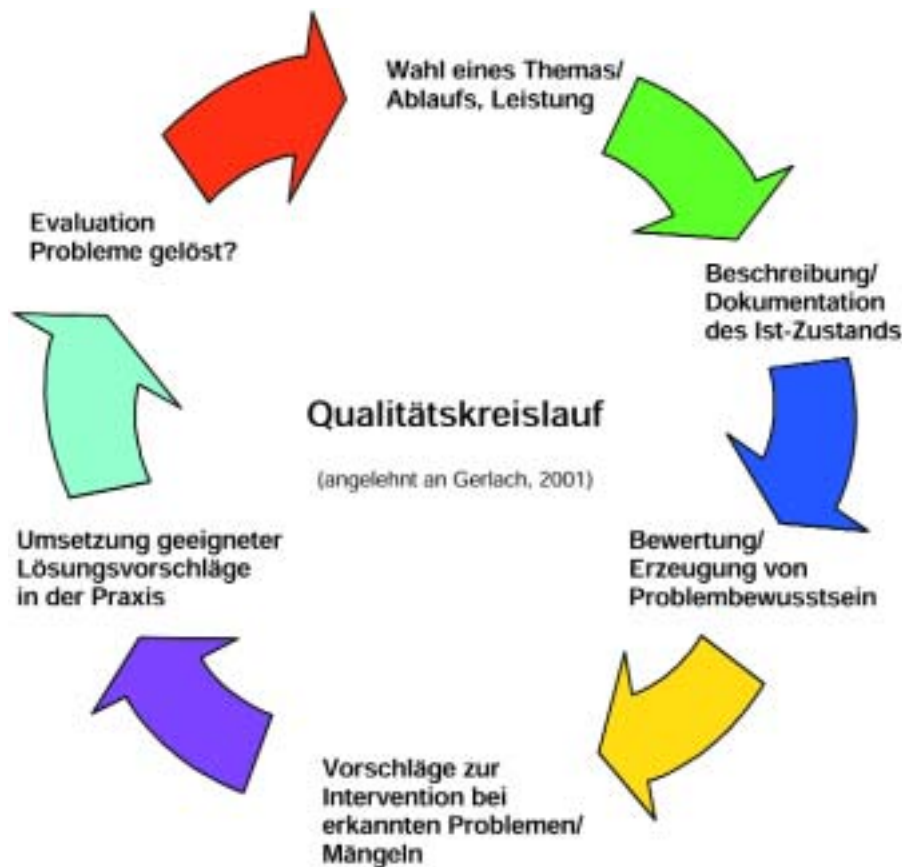 Wahl eines Themas/
Ablaufs, Leistung
Beschreibung/
Dokumentation
des Ist-Zustands
Bewertung/
Erzeugung von
Problembewusstsein
Vorschläge zur
Intervention bei
erkannten Problemen/
Mängeln
Umsetzung geeigneter
Lösungsvorschläge
in der Praxis
Evaluation
Probleme gelöst?
Qualitätskreislauf
(angelehnt an Gerlach, 2001)